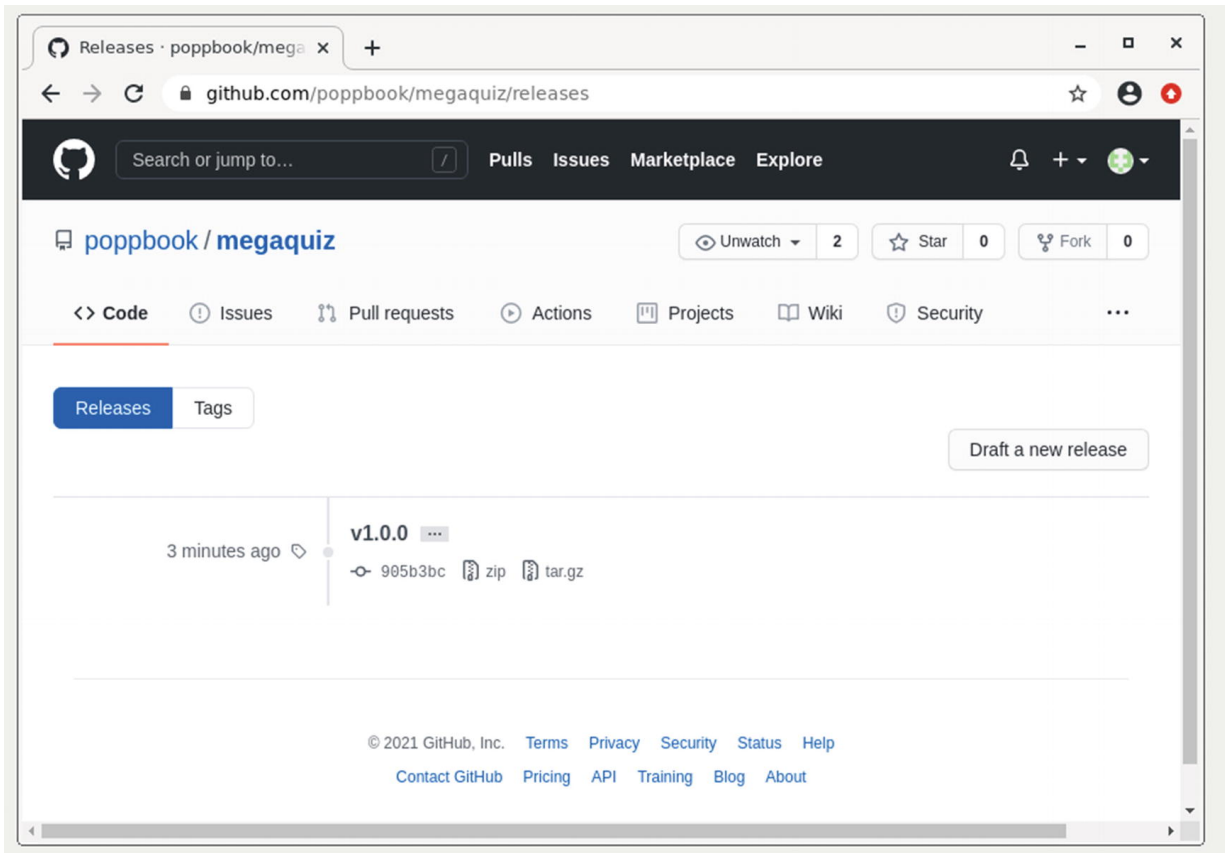 Releases · poppbook/mega
github.com/poppbook/megaquiz/releases
Search or jump to… / Pulls Issues Marketplace Explore
poppbook / megaquiz Unwatch 2 Star 0 Fork 0
<> Code Issues Pull requests Actions Projects Wiki Security ...
Releases Tags
Draft a new release
v1.0.0 ...
3 minutes ago
905b3bc zip tar.gz
© 2021 GitHub, Inc. Terms Privacy Security Status Help
Contact GitHub Pricing API Training Blog About